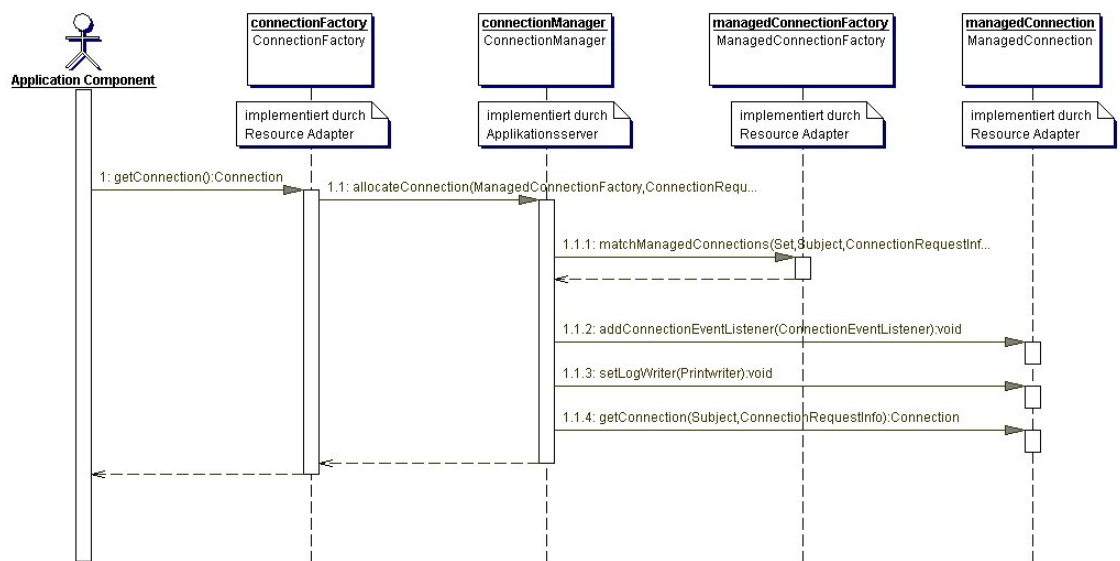 connectionFactory
ConnectionFactory
connectionManager
ConnectionManager
managedConnectionFactory
ManagedConnectionFactory
managedConnection
ManagedConnection
Application Component
implementiert durch
Resource Adapter
implementiert durch
Applikationsserver
implementiert durch
Resource Adapter
implementiert durch
Resource Adapter
1: getConnection():Connection
1.1: allocateConnection(ManagedConnectionFactory,ConnectionRequ...
1.1.1: matchManagedConnections(Set,Subject,ConnectionRequestInf...
1.1.2: addConnectionEventListener(ConnectionEventListener):void
1.1.3: setLogWriter(Printwriter):void
1.1.4: getConnection(Subject,ConnectionRequestInfo):Connection